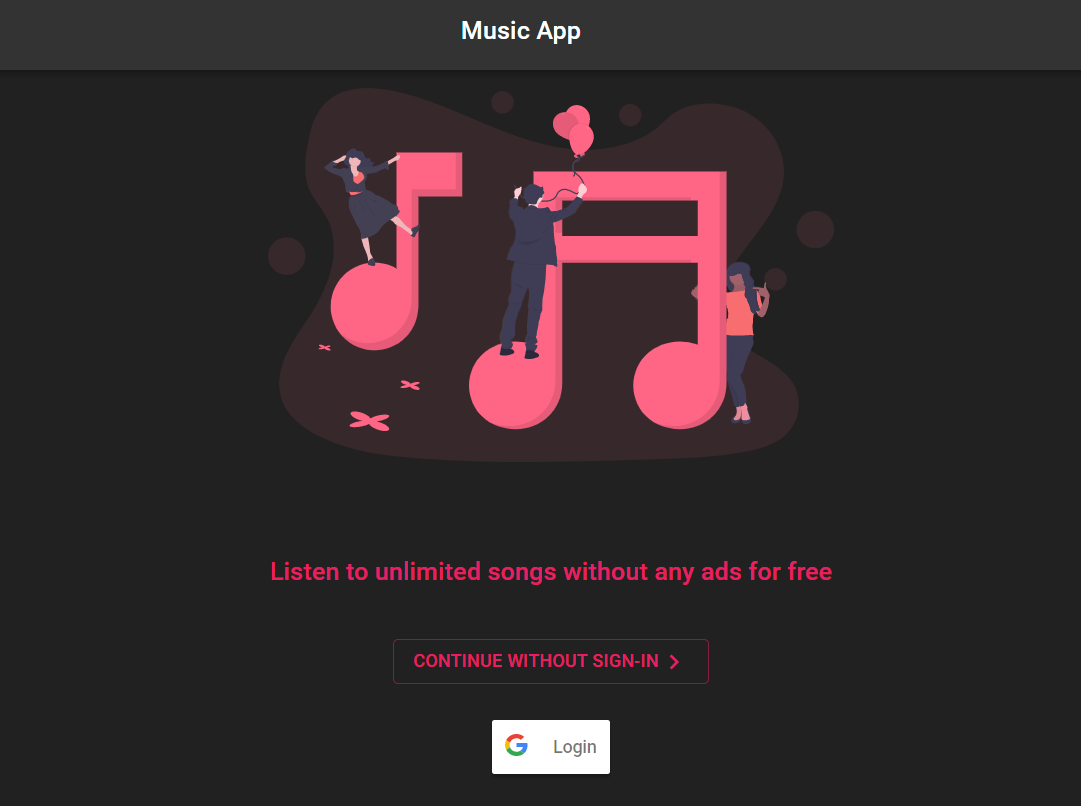 Music App
Listen to unlimited songs without any ads for free
CONTINUE WITHOUT SIGN-IN
Login